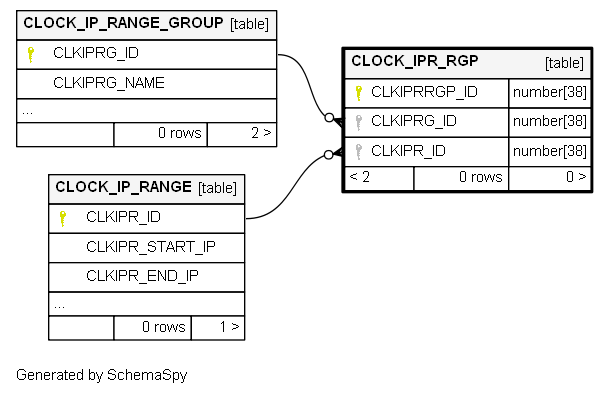 CLOCK_IP_RANGE_GROUP [table]
CLKIPRG_ID
CLKIPRG_NAME
...
0 rows 2 >
CLOCK_IPR_RGP [table]
CLKIPRRGP_ID number[38]
CLKIPRG_ID number[38]
CLKIPR_ID number[38]
< 2 0 rows 0 >
CLOCK_IP_RANGE [table]
CLKIPR_ID
CLKIPR_START_IP
CLKIPR_END_IP
...
0 rows 1 >
Generated by SchemaSpy